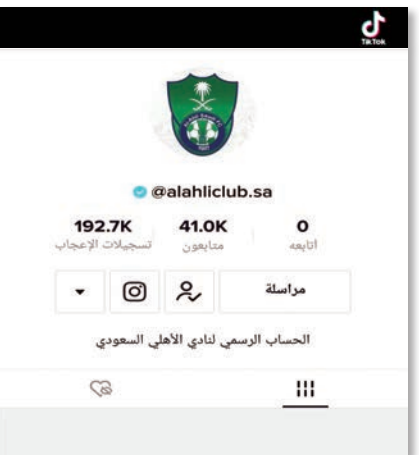 TikTok
@alahliclub.sa
0 41.0K 192.7K
أتابعه متابعون تسجيلات الإعجاب
مراسلة
الحساب الرسمي لنادي الأهلي السعودي